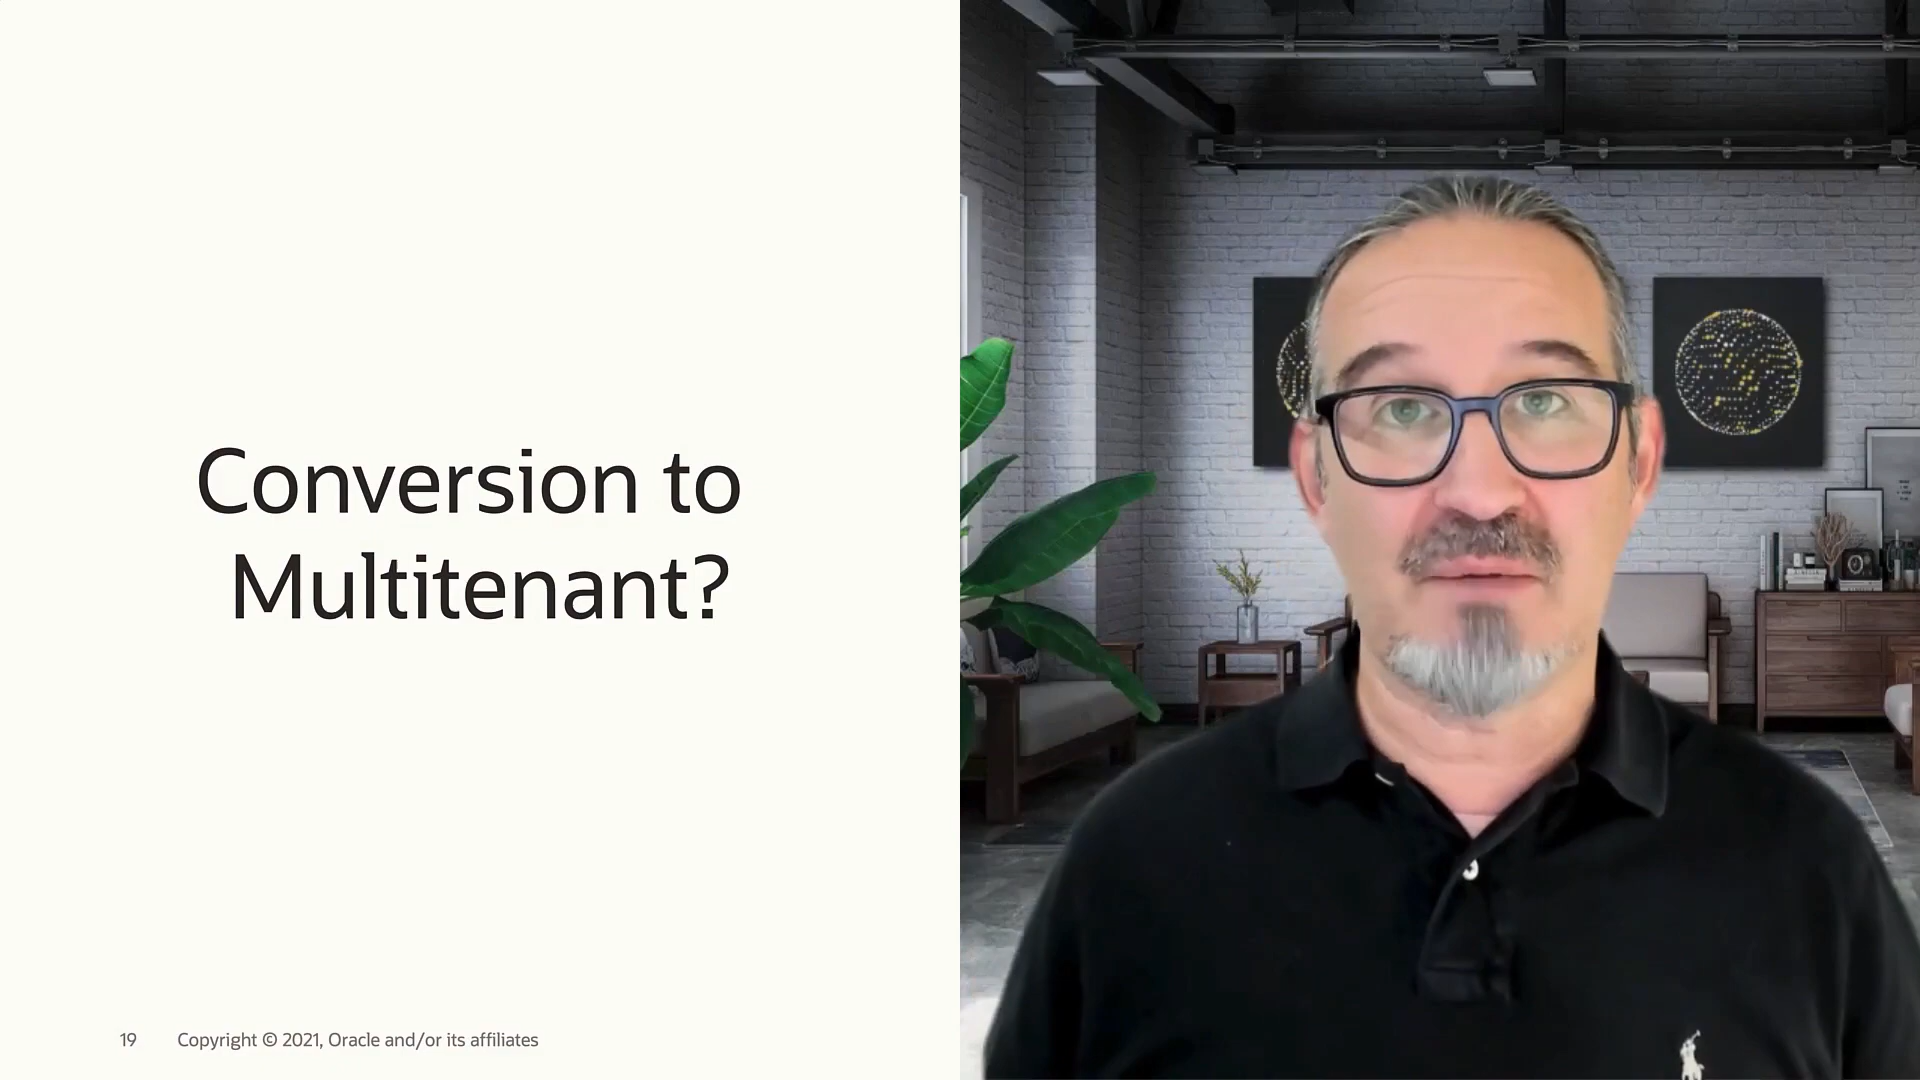 Conversion to
Multitenant?
19 Copyright © 2021, Oracle and/or its affiliates